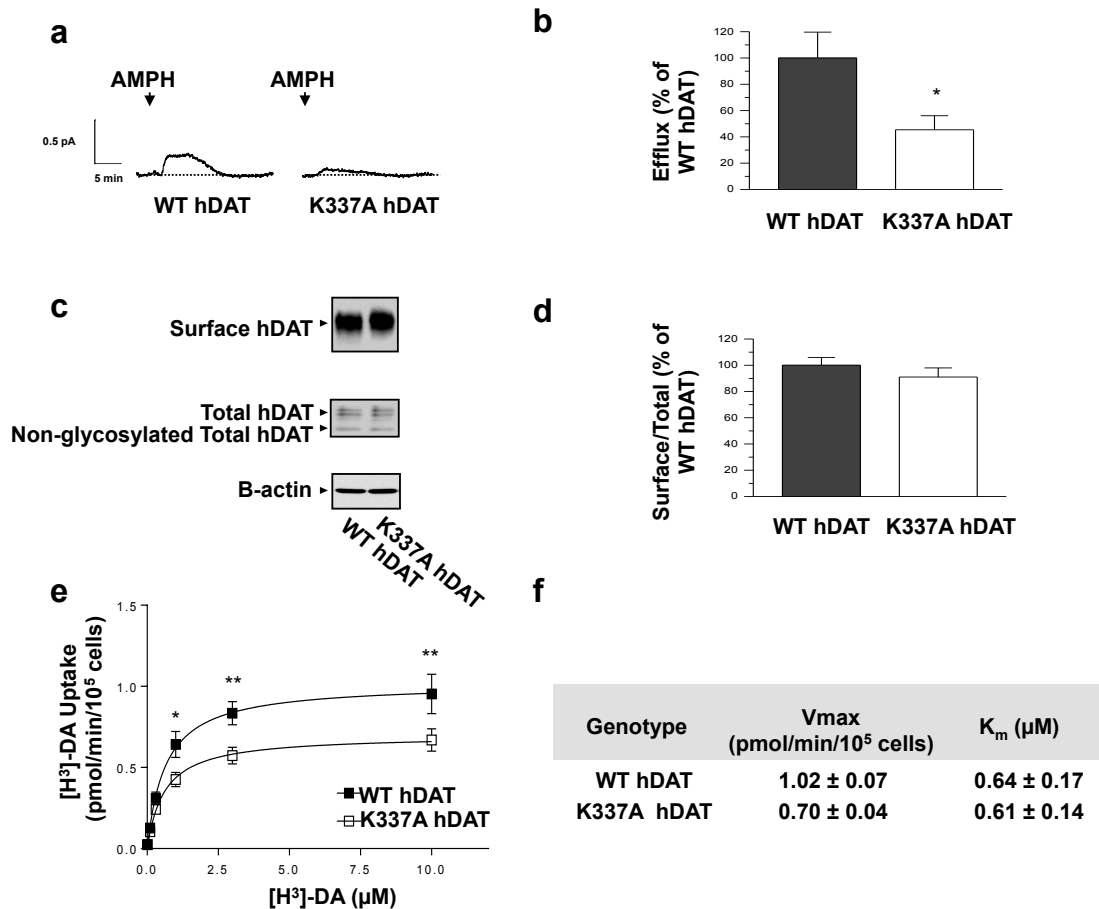 a
AMPH
AMPH
0.5 pA
5 min
WT hDAT
K337A hDAT
b
Efflux (% of
WT hDAT)
120
100
80
60
40
20
0
*
WT hDAT
K337A hDAT
c
Surface hDAT
Total hDAT
Non-glycosylated Total hDAT
B-actin
WT hDAT
K337A hDAT
d
Surface/Total (% of
WT hDAT)
120
100
80
60
40
20
0
WT hDAT
K337A hDAT
e
[H³]-DA Uptake
(pmol/min/10⁵ cells)
1.5
1.0
0.5
0.0
*
**
**
WT hDAT
K337A hDAT
0.0
2.5
5.0
7.5
10.0
[H³]-DA (µM)
f
Genotype
Vmax
(pmol/min/10⁵ cells)
Kₘ (µM)
WT hDAT 1.02 ± 0.07 0.64 ± 0.17
K337A hDAT 0.70 ± 0.04 0.61 ± 0.14